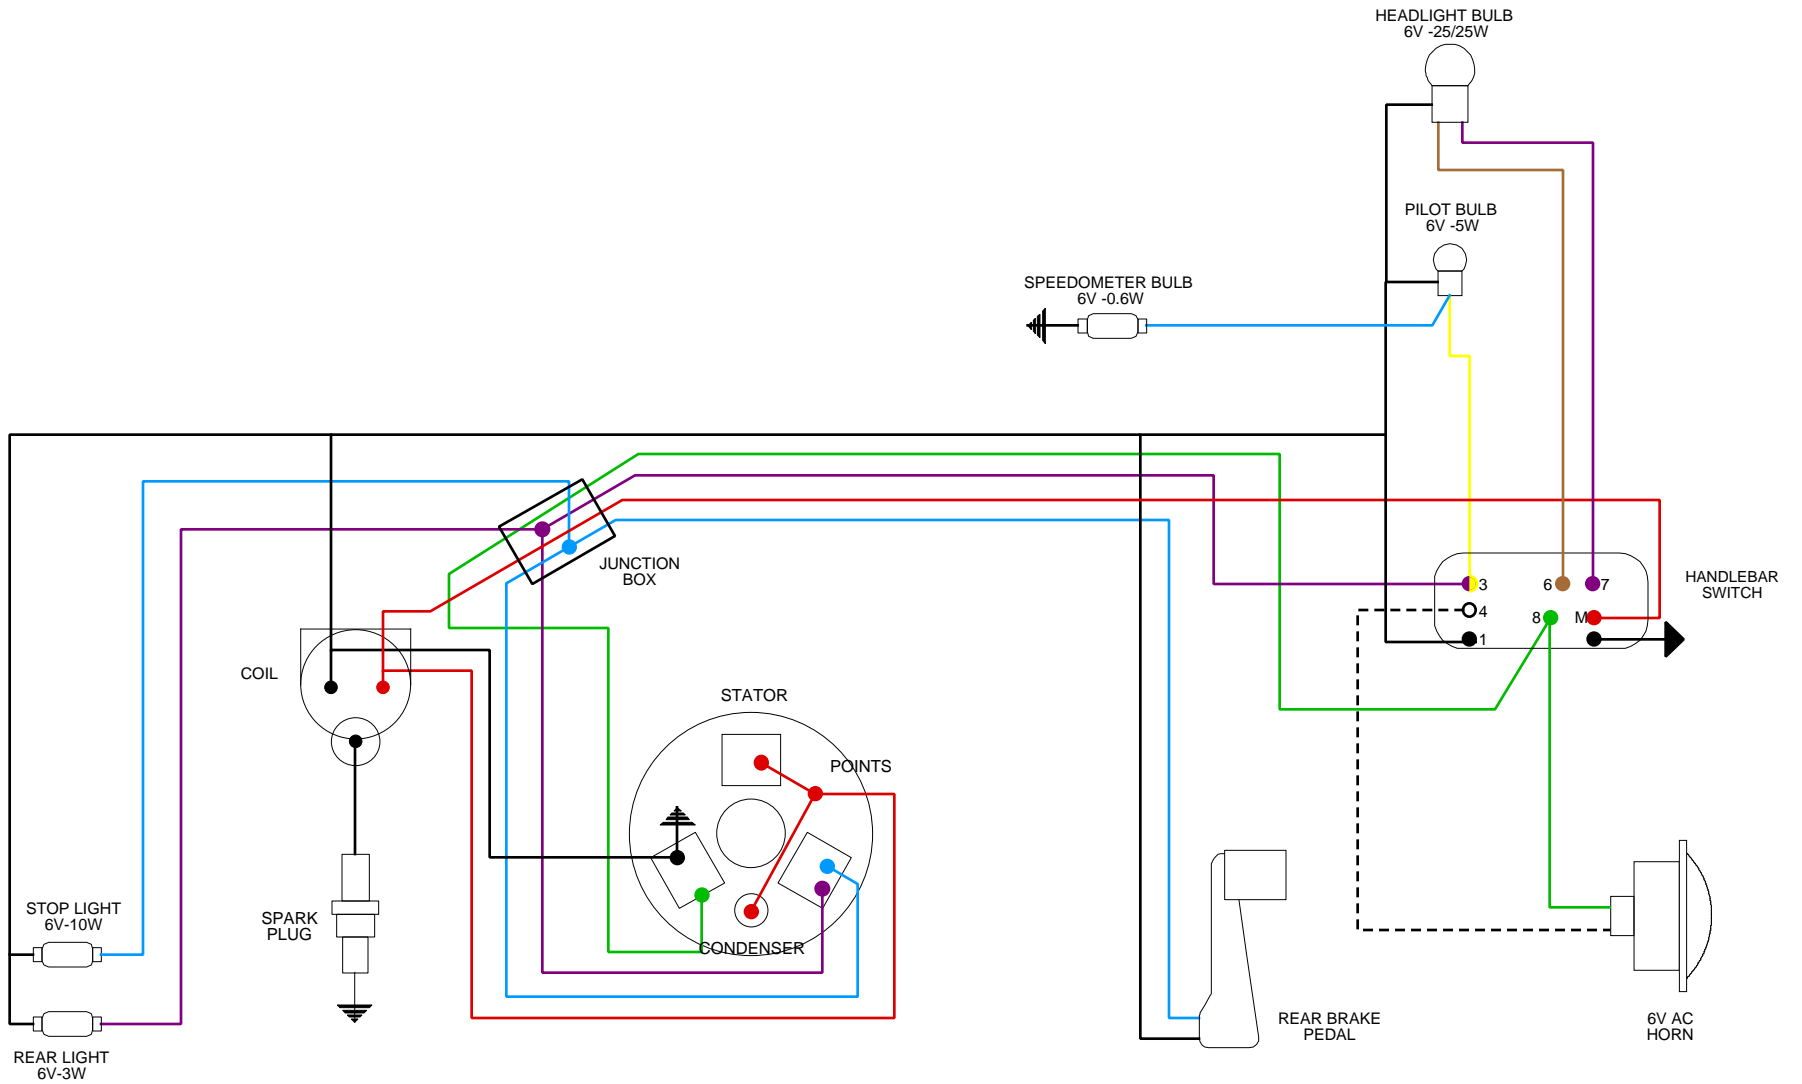 HEADLIGHT BULB
6V -25/25W
PILOT BULB
6V -5W
SPEEDOMETER BULB
6V -0.6W
JUNCTION
BOX
HANDLEBAR
SWITCH
3
6
7
4
8
M
1
COIL
STATOR
POINTS
CONDENSER
STOP LIGHT
6V-10W
SPARK
PLUG
REAR BRAKE
PEDAL
6V AC
HORN
REAR LIGHT
6V-3W